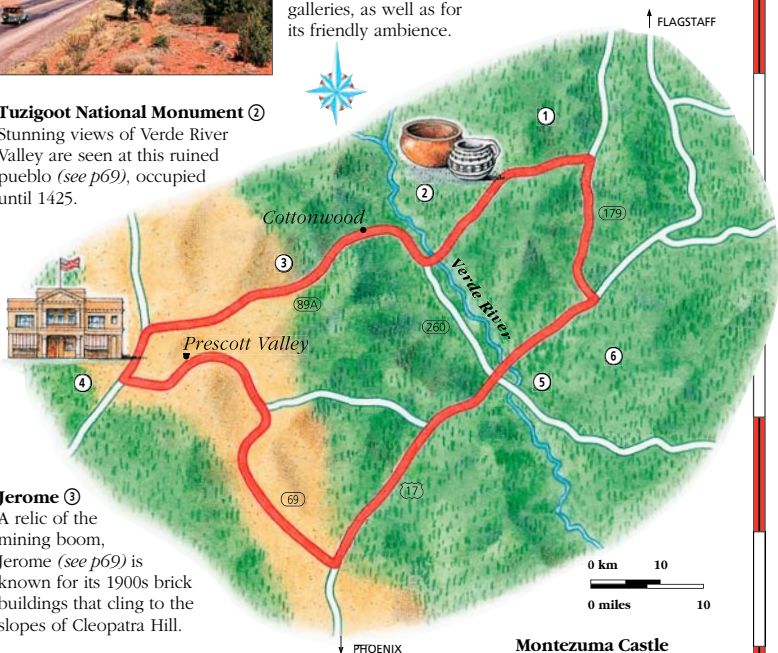 galleries, as well as for
its friendly ambience.
FLAGSTAFF
Tuzigoot National Monument ②
Stunning views of Verde River
Valley are seen at this ruined
pueblo (see p69), occupied
until 1425.
①
②
179
Cottonwood
③
89A
Verde River
260
Prescott Valley
④
⑤
⑥
69
17
Jerome ③
A relic of the
mining boom,
Jerome (see p69) is
known for its 1900s brick
buildings that cling to the
slopes of Cleopatra Hill.
0 km 10
0 miles 10
PHOENIX
Montezuma Castle